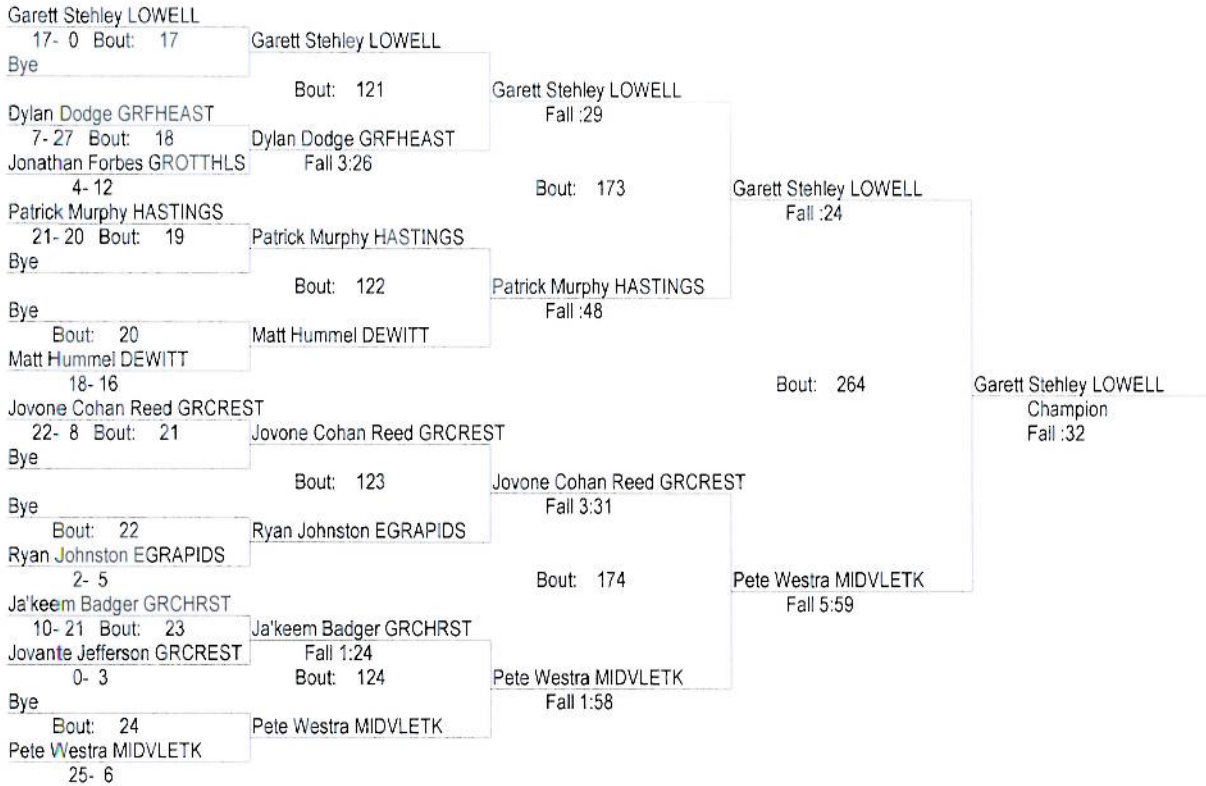 Garett Stehley LOWELL
17- 0 Bout: 17
Bye
Dylan Dodge GRFHEAST
7- 27 Bout: 18
Jonathan Forbes GROTTHLS
4- 12
Patrick Murphy HASTINGS
21- 20 Bout: 19
Bye
Bye
Bout: 20
Matt Hummel DEWITT
18- 16
Jovone Cohan Reed GRCREST
22- 8 Bout: 21
Bye
Bye
Bout: 22
Ryan Johnston EGRAPIDS
2- 5
Ja'keem Badger GRCHRST
10- 21 Bout: 23
Jovante Jefferson GRCREST
0- 3
Bye
Bout: 24
Pete Westra MIDVLETK
25- 6
Garett Stehley LOWELL
Bout: 121
Dylan Dodge GRFHEAST
Fall 3:26
Patrick Murphy HASTINGS
Bout: 122
Matt Hummel DEWITT
Jovone Cohan Reed GRCREST
Bout: 123
Ryan Johnston EGRAPIDS
Ja'keem Badger GRCHRST
Fall 1:24
Bout: 124
Pete Westra MIDVLETK
Garett Stehley LOWELL
Fall :29
Bout: 173
Patrick Murphy HASTINGS
Fall :48
Jovone Cohan Reed GRCREST
Fall 3:31
Bout: 174
Pete Westra MIDVLETK
Fall 1:58
Garett Stehley LOWELL
Fall :24
Bout: 264
Pete Westra MIDVLETK
Fall 5:59
Garett Stehley LOWELL
Champion
Fall :32